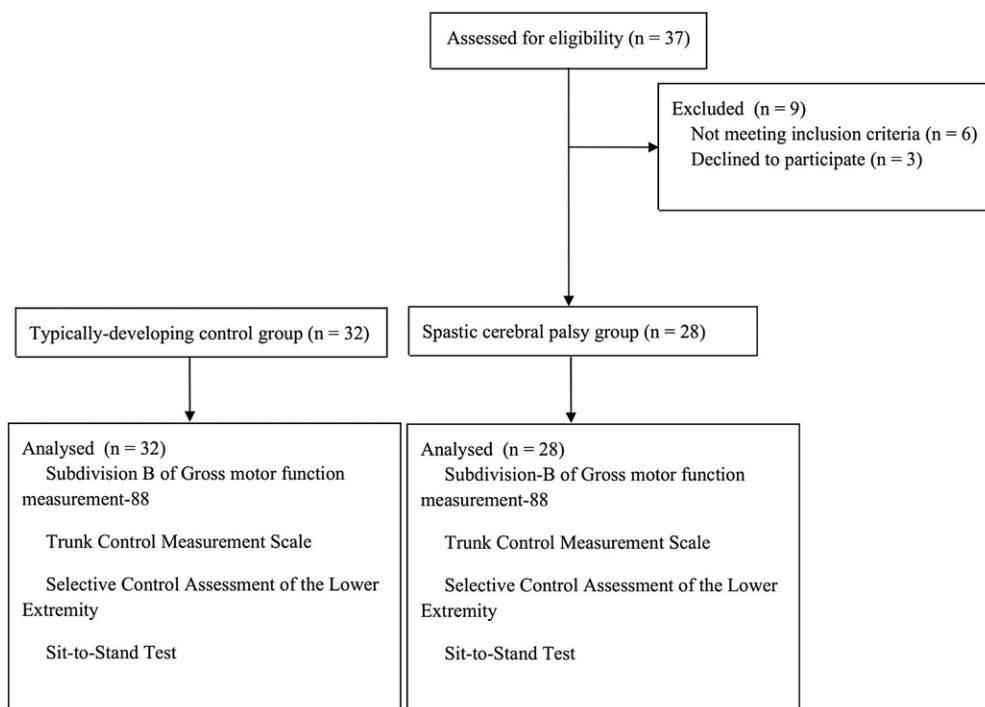 Assessed for eligibility (n = 37)
Excluded (n = 9)
Not meeting inclusion criteria (n = 6)
Declined to participate (n = 3)
Typically-developing control group (n = 32)
Spastic cerebral palsy group (n = 28)
Analysed (n = 32)
Subdivision B of Gross motor function
measurement-88
Trunk Control Measurement Scale
Selective Control Assessment of the Lower
Extremity
Sit-to-Stand Test
Analysed (n = 28)
Subdivision-B of Gross motor function
measurement-88
Trunk Control Measurement Scale
Selective Control Assessment of the Lower
Extremity
Sit-to-Stand Test